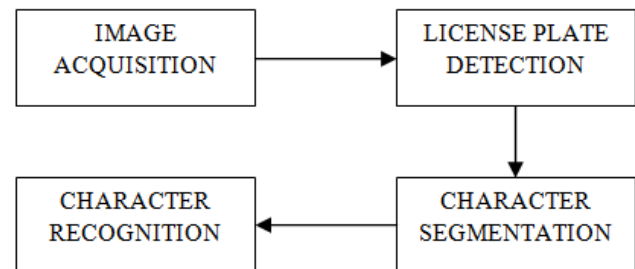 IMAGE
ACQUISITION
LICENSE PLATE
DETECTION
CHARACTER
SEGMENTATION
CHARACTER
RECOGNITION